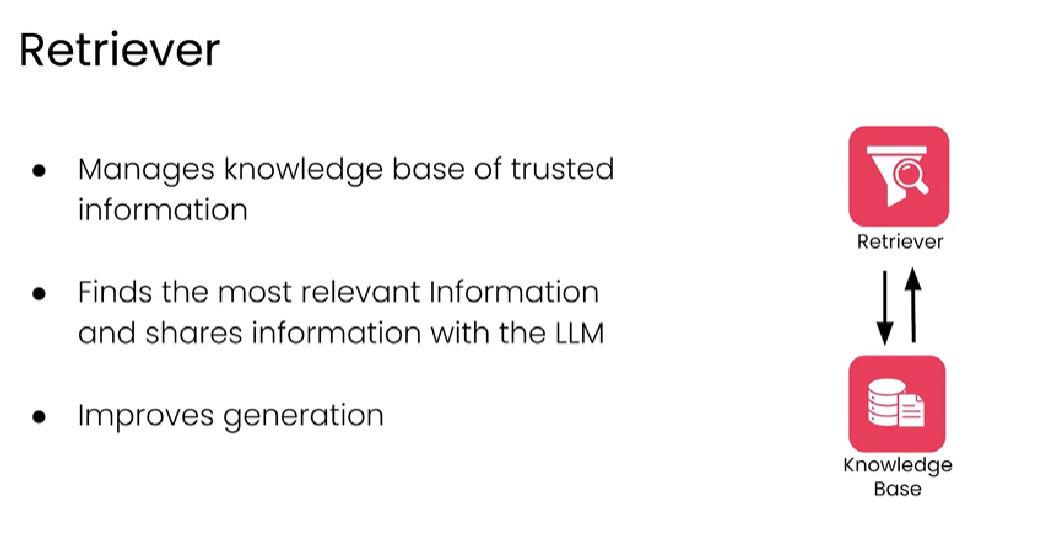 Retriever
● Manages knowledge base of trusted
information
● Finds the most relevant Information
and shares information with the LLM
● Improves generation
Retriever
Knowledge
Base